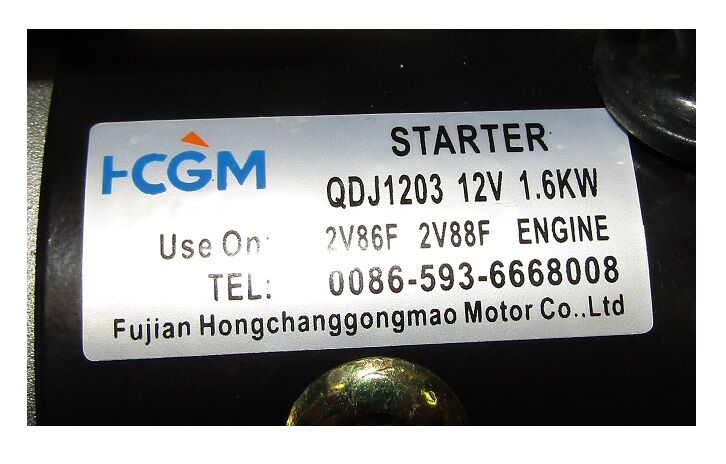 HCGM
STARTER
QDJ1203 12V 1.6KW
Use On: 2V86F 2V88F ENGINE
TEL: 0086-593-6668008
Fujian Hongchanggongmao Motor Co.,Ltd